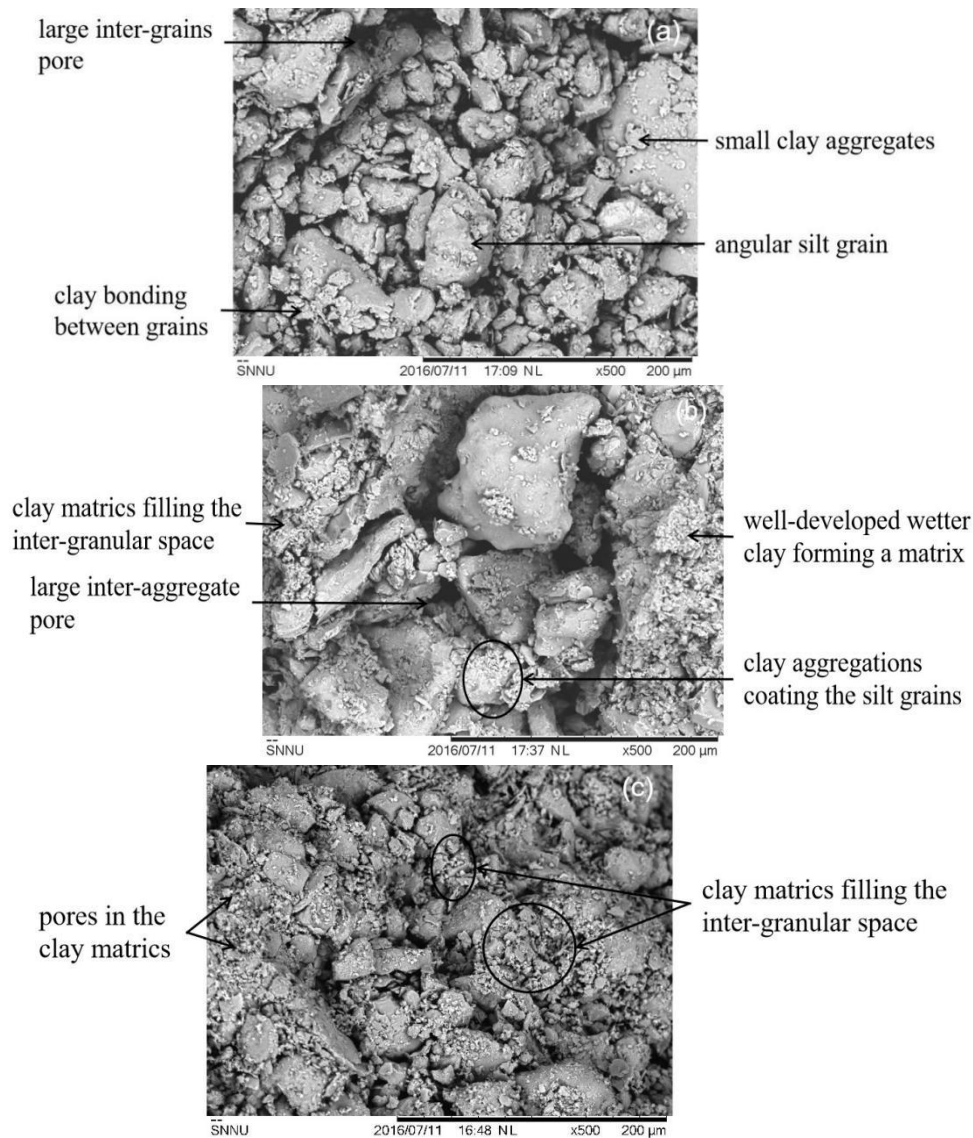 large inter-grains
pore
(a)
small clay aggregates
angular silt grain
clay bonding
between grains
SNNU 2016/07/11 17:09 NL x500 200 μm
(b)
clay matrics filling the
inter-granular space
well-developed wetter
clay forming a matrix
large inter-aggregate
pore
clay aggregations
coating the silt grains
SNNU 2016/07/11 17:37 NL x500 200 μm
(c)
clay matrics filling the
inter-granular space
pores in the
clay matrics
SNNU 2016/07/11 16:48 NL x500 200 μm